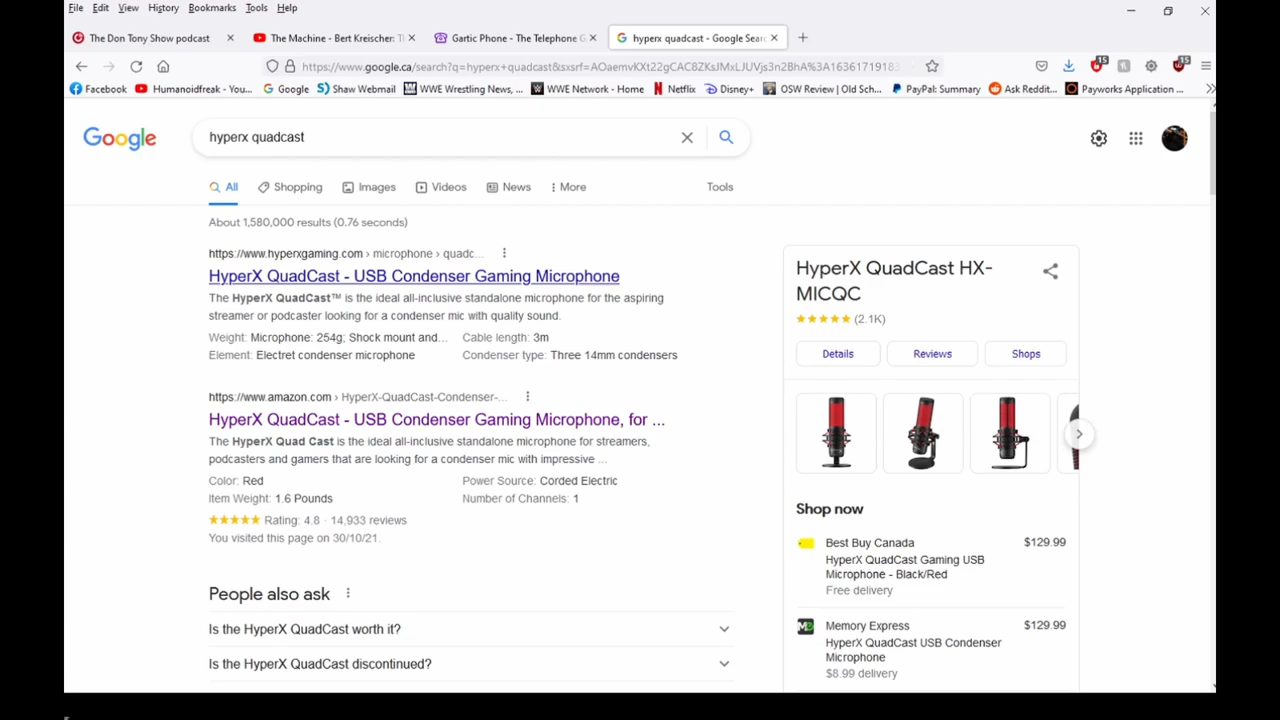 File Edit View History Bookmarks Tools Help
The Don Tony Show podcast
The Machine - Bert Kreischer: T
Gartic Phone - The Telephone G
hyperx quadcast - Google Sear
https://www.google.ca/search?q=hyperx+quadcast&sxsrf=AOaemvKXt22gCAC8ZKsJMxLJUVjs3n2BhA%3A1636171918
15
15
Facebook Humanoidfreak - You... Google Shaw Webmail WWE Wrestling News, ... WWE Network - Home Netflix Disney+ OSW Review | Old Sch... PayPal: Summary Ask Reddit... Payworks Application ...
Google
hyperx quadcast
All Shopping Images Videos News More Tools
About 1,580,000 results (0.76 seconds)
https://www.hyperxgaming.com › microphone › quadc...
HyperX QuadCast - USB Condenser Gaming Microphone
The HyperX QuadCast™ is the ideal all-inclusive standalone microphone for the aspiring
streamer or podcaster looking for a condenser mic with quality sound.
Weight: Microphone: 254g; Shock mount and... Cable length: 3m
Element: Electret condenser microphone Condenser type: Three 14mm condensers
https://www.amazon.com › HyperX-QuadCast-Condenser-...
HyperX QuadCast - USB Condenser Gaming Microphone, for ...
The HyperX Quad Cast is the ideal all-inclusive standalone microphone for streamers,
podcasters and gamers that are looking for a condenser mic with impressive ...
Color: Red Power Source: Corded Electric
Item Weight: 1.6 Pounds Number of Channels: 1
Rating: 4.8 · 14,933 reviews
You visited this page on 30/10/21.
People also ask
Is the HyperX QuadCast worth it?
Is the HyperX QuadCast discontinued?
HyperX QuadCast HX-
MICQC
(2.1K)
Details Reviews Shops
Shop now
Best Buy Canada $129.99
HyperX QuadCast Gaming USB
Microphone - Black/Red
Free delivery
Memory Express $129.99
HyperX QuadCast USB Condenser
Microphone
$8.99 delivery